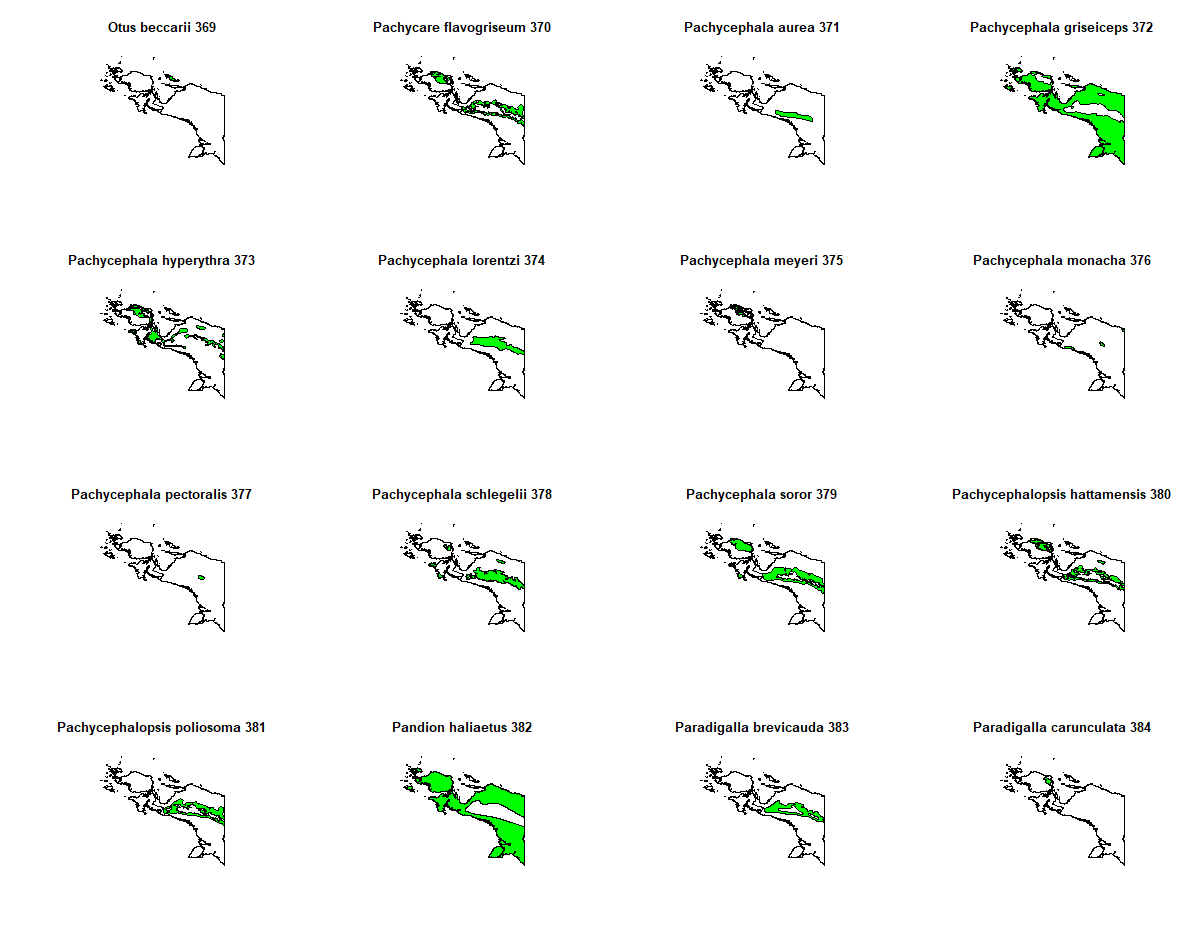 Otus beccarii 369
Pachycare flavogriseum 370
Pachycephala aurea 371
Pachycephala griseiceps 372
Pachycephala hyperythra 373
Pachycephala lorentzi 374
Pachycephala meyeri 375
Pachycephala monacha 376
Pachycephala pectoralis 377
Pachycephala schlegelii 378
Pachycephala soror 379
Pachycephalopsis hattamensis 380
Pachycephalopsis poliosoma 381
Pandion haliaetus 382
Paradigalla brevicauda 383
Paradigalla carunculata 384